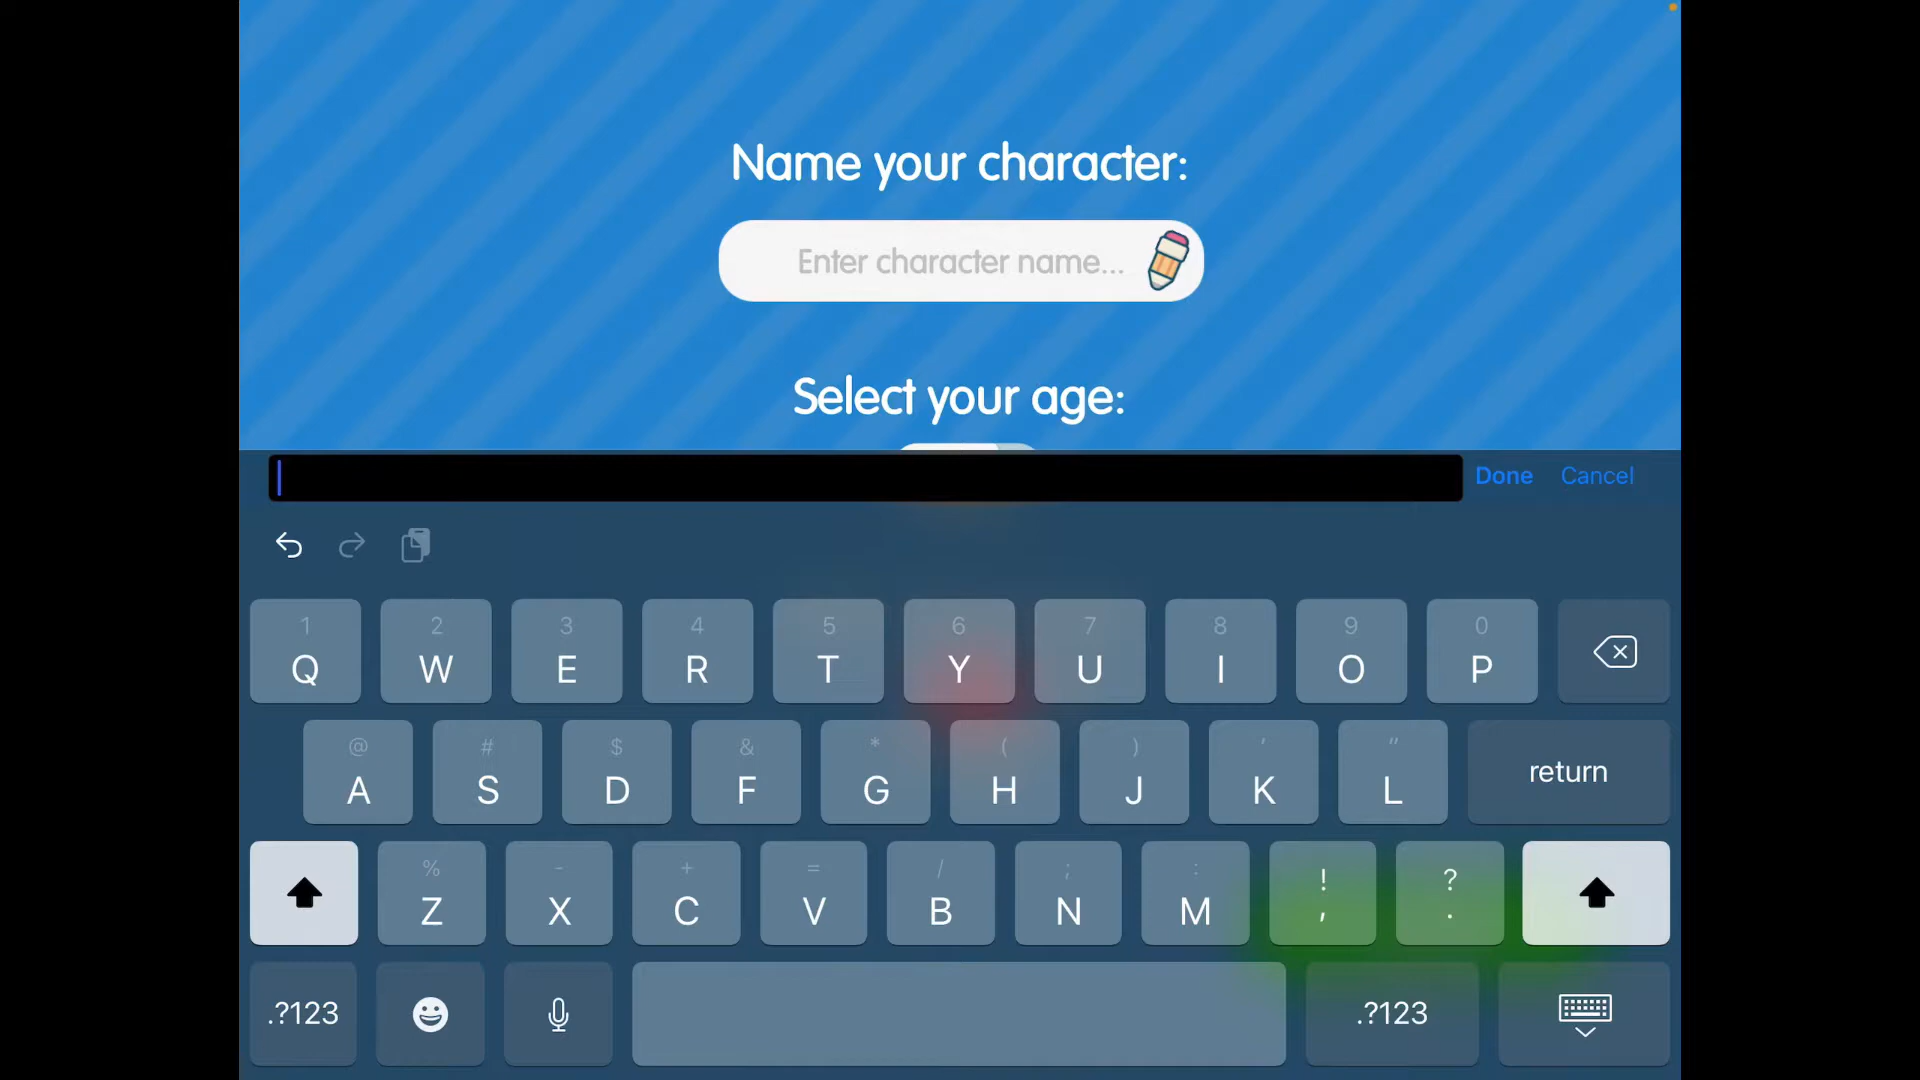 Name your character:
Enter character name...
Select your age:
Done Cancel
1 2 3 4 5 6 7 8 9 0
Q W E R T Y U I O P
@ # $ & * ( ) ' "
A S D F G H J K L return
% - + = / ; : ! ?
Z X C V B N M , .
.?123 .?123